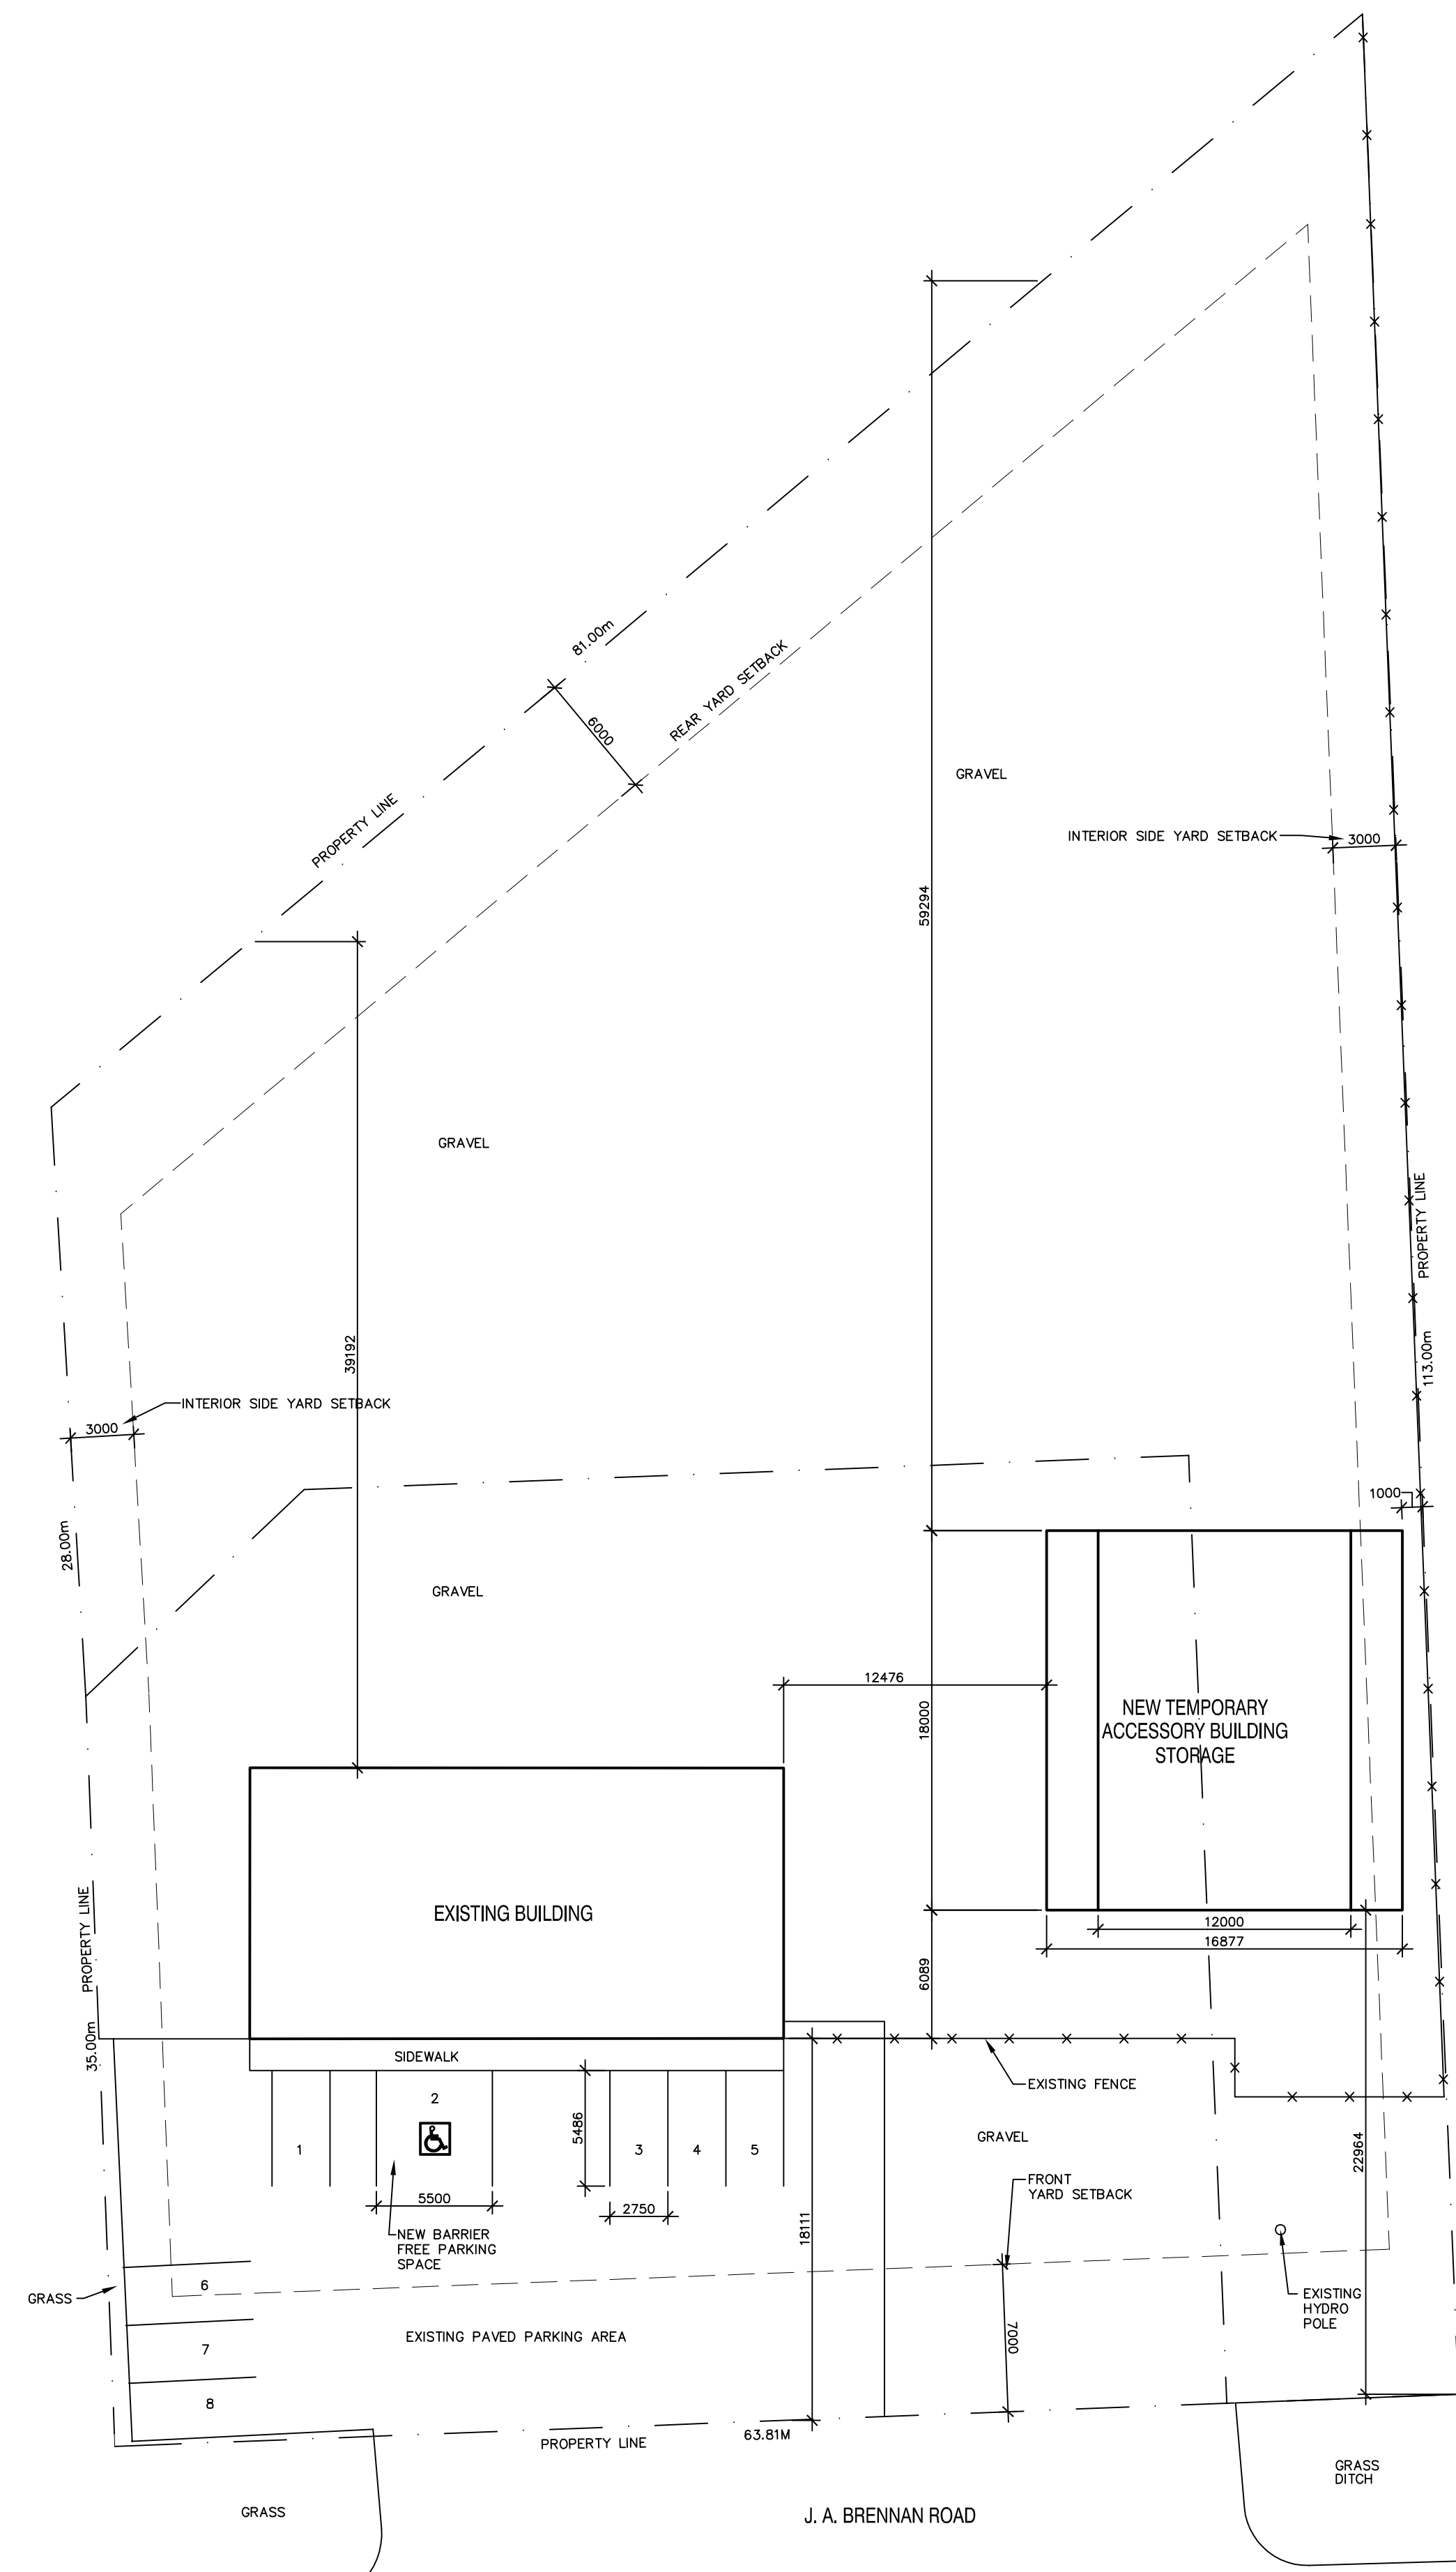 81.00m
6000
REAR YARD SETBACK
PROPERTY LINE
GRAVEL
INTERIOR SIDE YARD SETBACK
3000
59294
GRAVEL
PROPERTY LINE
113.00m
39192
INTERIOR SIDE YARD SETBACK
3000
28.00m
1000
GRAVEL
12476
18000
NEW TEMPORARY
ACCESSORY BUILDING
STORAGE
EXISTING BUILDING
12000
16877
PROPERTY LINE
6089
35.00m
SIDEWALK
EXISTING FENCE
2
1
5486
3
4
5
GRAVEL
22964
FRONT
YARD SETBACK
5500
2750
18111
NEW BARRIER
FREE PARKING
SPACE
6
GRASS
EXISTING
HYDRO
POLE
7
EXISTING PAVED PARKING AREA
7000
8
63.81M
PROPERTY LINE
GRASS
DITCH
GRASS
J. A. BRENNAN ROAD